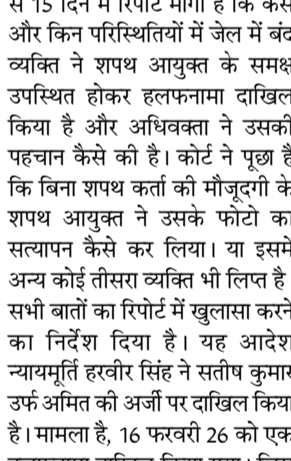 से 15 दिन में रिपोर्ट मांगी है कि कैसे
और किन परिस्थितियों में जेल में बंद
व्यक्ति ने शपथ आयुक्त के समक्ष
उपस्थित होकर हलफनामा दाखिल
किया है और अधिवक्ता ने उसकी
पहचान कैसे की है। कोर्ट ने पूछा है
कि बिना शपथ कर्ता की मौजूदगी के
शपथ आयुक्त ने उसके फोटो का
सत्यापन कैसे कर लिया। या इसमें
अन्य कोई तीसरा व्यक्ति भी लिप्त है
सभी बातों का रिपोर्ट में खुलासा करने
का निर्देश दिया है। यह आदेश
न्यायमूर्ति हरवीर सिंह ने सतीष कुमार
उर्फ अमित की अर्जी पर दाखिल किया
है। मामला है, 16 फरवरी 26 को एक